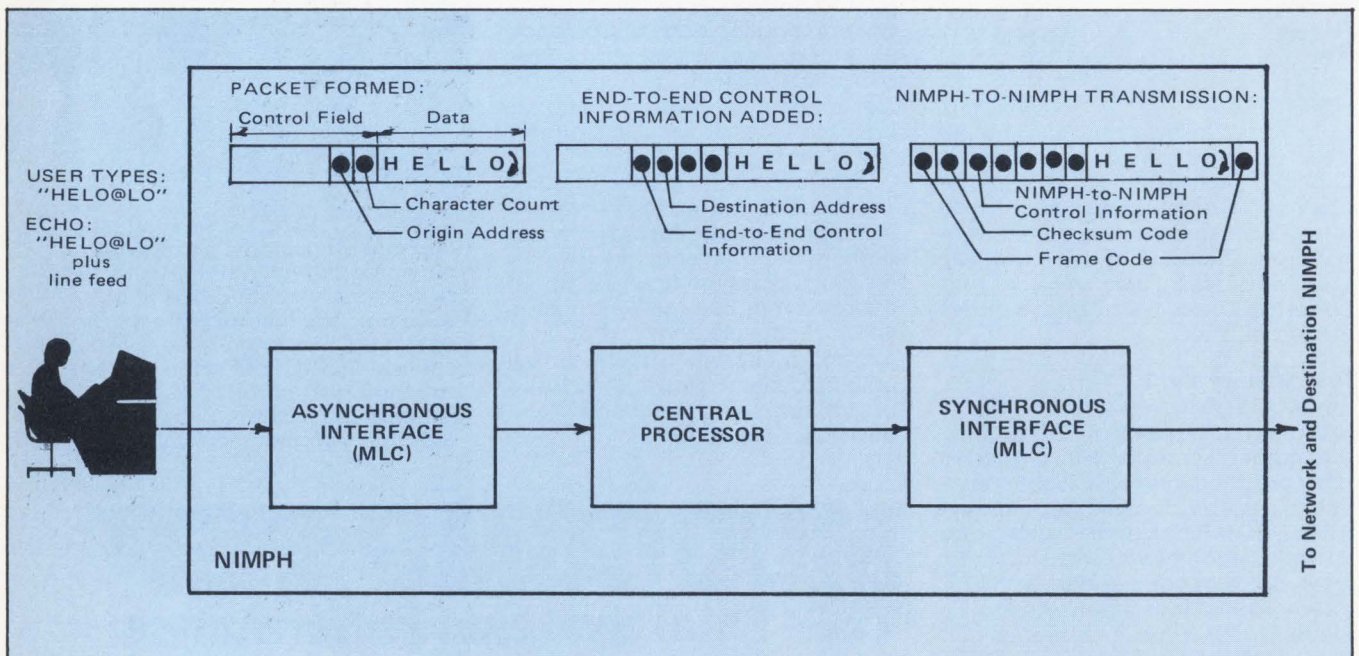 PACKET FORMED:
Control Field
Data
H E L L O
Character Count
Origin Address
END-TO-END CONTROL
INFORMATION ADDED:
H E L L O
Destination Address
End-to-End Control
Information
NIMPH-TO-NIMPH TRANSMISSION:
H E L L O
NIMPH-to-NIMPH
Control Information
Checksum Code
Frame Code
USER TYPES:
"HELO@LO"
ECHO:
"HELO@LO"
plus
line feed
ASYNCHRONOUS
INTERFACE
(MLC)
CENTRAL
PROCESSOR
SYNCHRONOUS
INTERFACE
(MLC)
NIMPH
To Network and Destination NIMPH